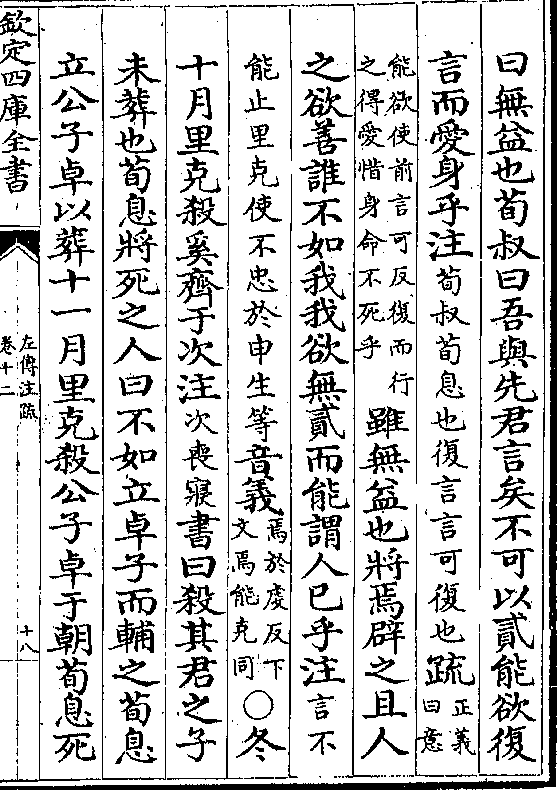 曰無益也荀叔曰吾與先君言矣不可以貳能欲復
言而愛身乎注荀叔荀息也復言言可復也疏正義曰意
能欲使前言可反復而行之得愛惜身命不死乎雖無益也將焉辟之且人
之欲善誰不如我我欲無貳而能謂人已乎注言不
能止里克使不忠於申生等音義焉於虔反下文焉能克同○冬
十月里克殺奚齊于次注次喪寢書曰殺其君之子
未葬也荀息將死之人曰不如立卓子而輔之荀息
立公子卓以葬十一月里克殺公子卓于朝荀息死
欽定四庫全書
左傳注疏
卷十二
十八